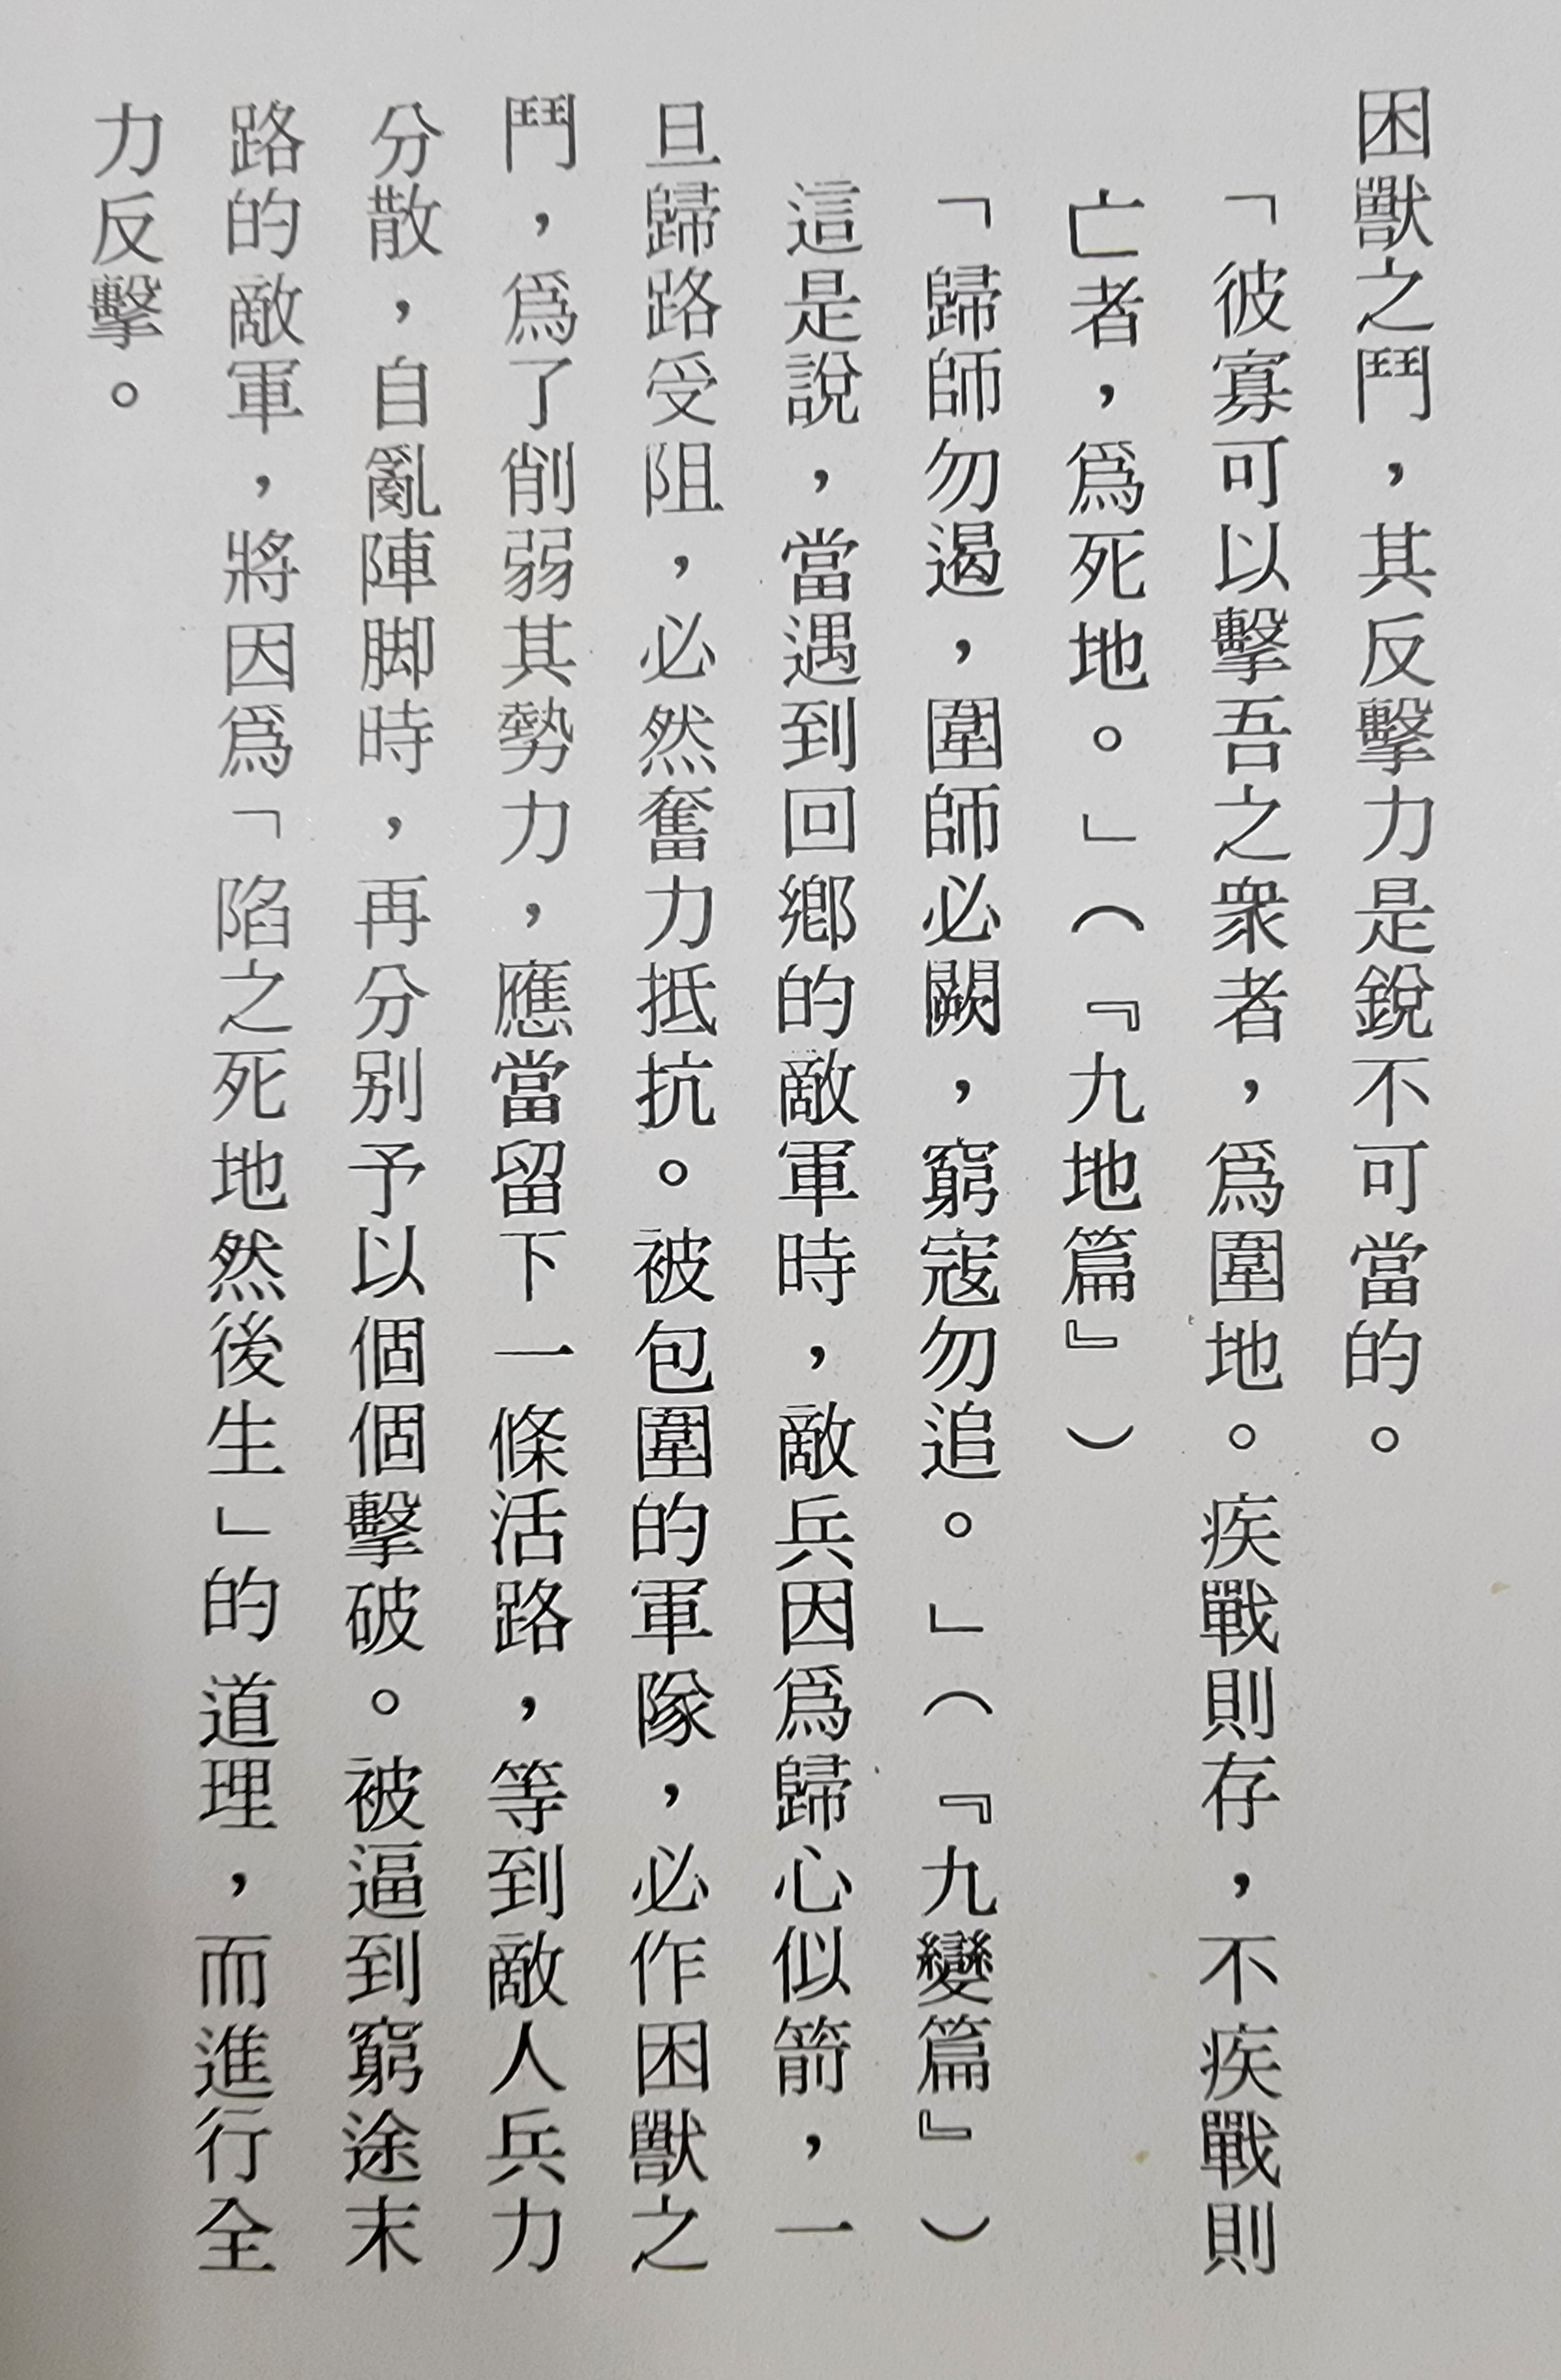 困獸之鬥，其反擊力是銳不可當的。
「彼寡可以擊吾之衆者，爲圍地。疾戰則存，不疾戰則
亡者，爲死地。」（『九地篇』）
「歸師勿遏，圍師必闕，窮寇勿追。」（『九變篇』）
這是說，當遇到回鄉的敵軍時，敵兵因爲歸心似箭，一
旦歸路受阻，必然奮力抵抗。被包圍的軍隊，必作困獸之
鬥，爲了削弱其勢力，應當留下一條活路，等到敵人兵力
分散，自亂陣脚時，再分別予以個個擊破。被逼到窮途末
路的敵軍，將因爲「陷之死地然後生」的道理，而進行全
力反擊。